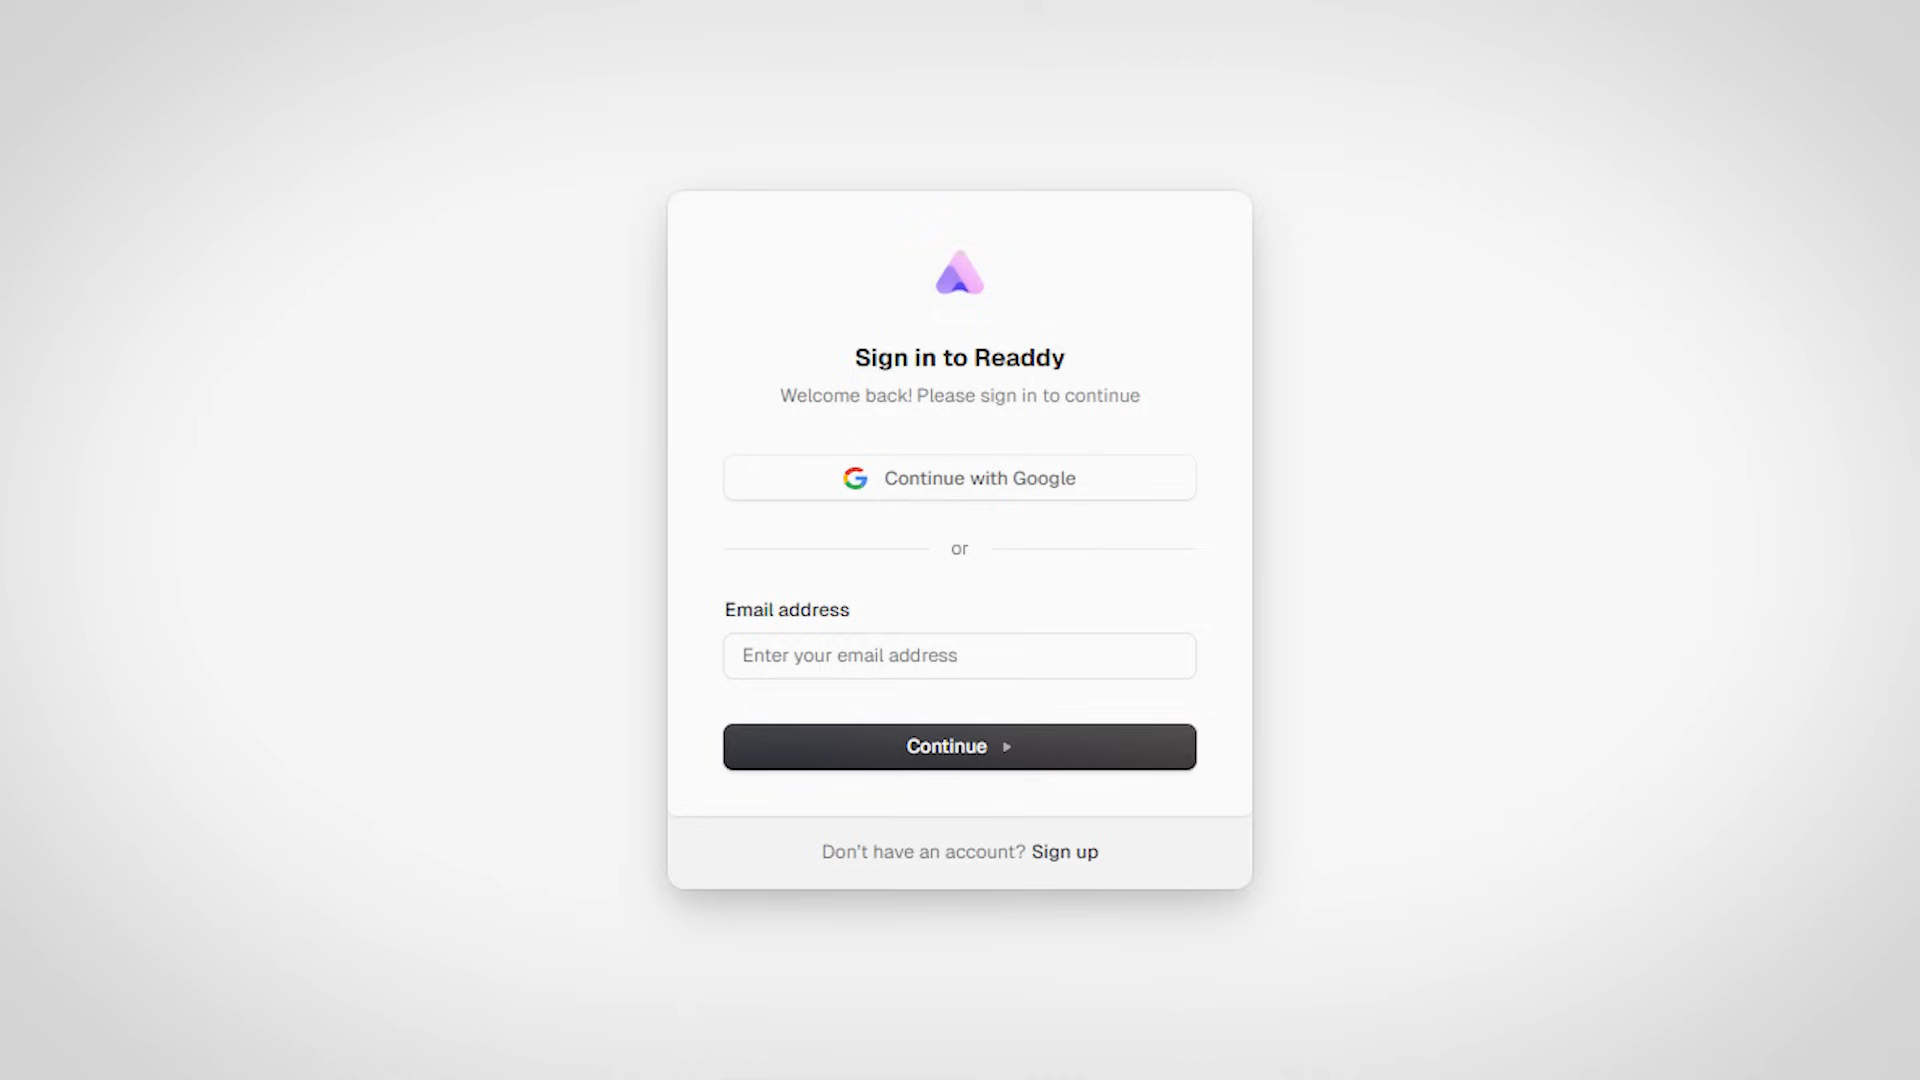 Sign in to Readdy
Welcome back! Please sign in to continue
Continue with Google
or
Email address
Enter your email address
Continue
Don't have an account? Sign up